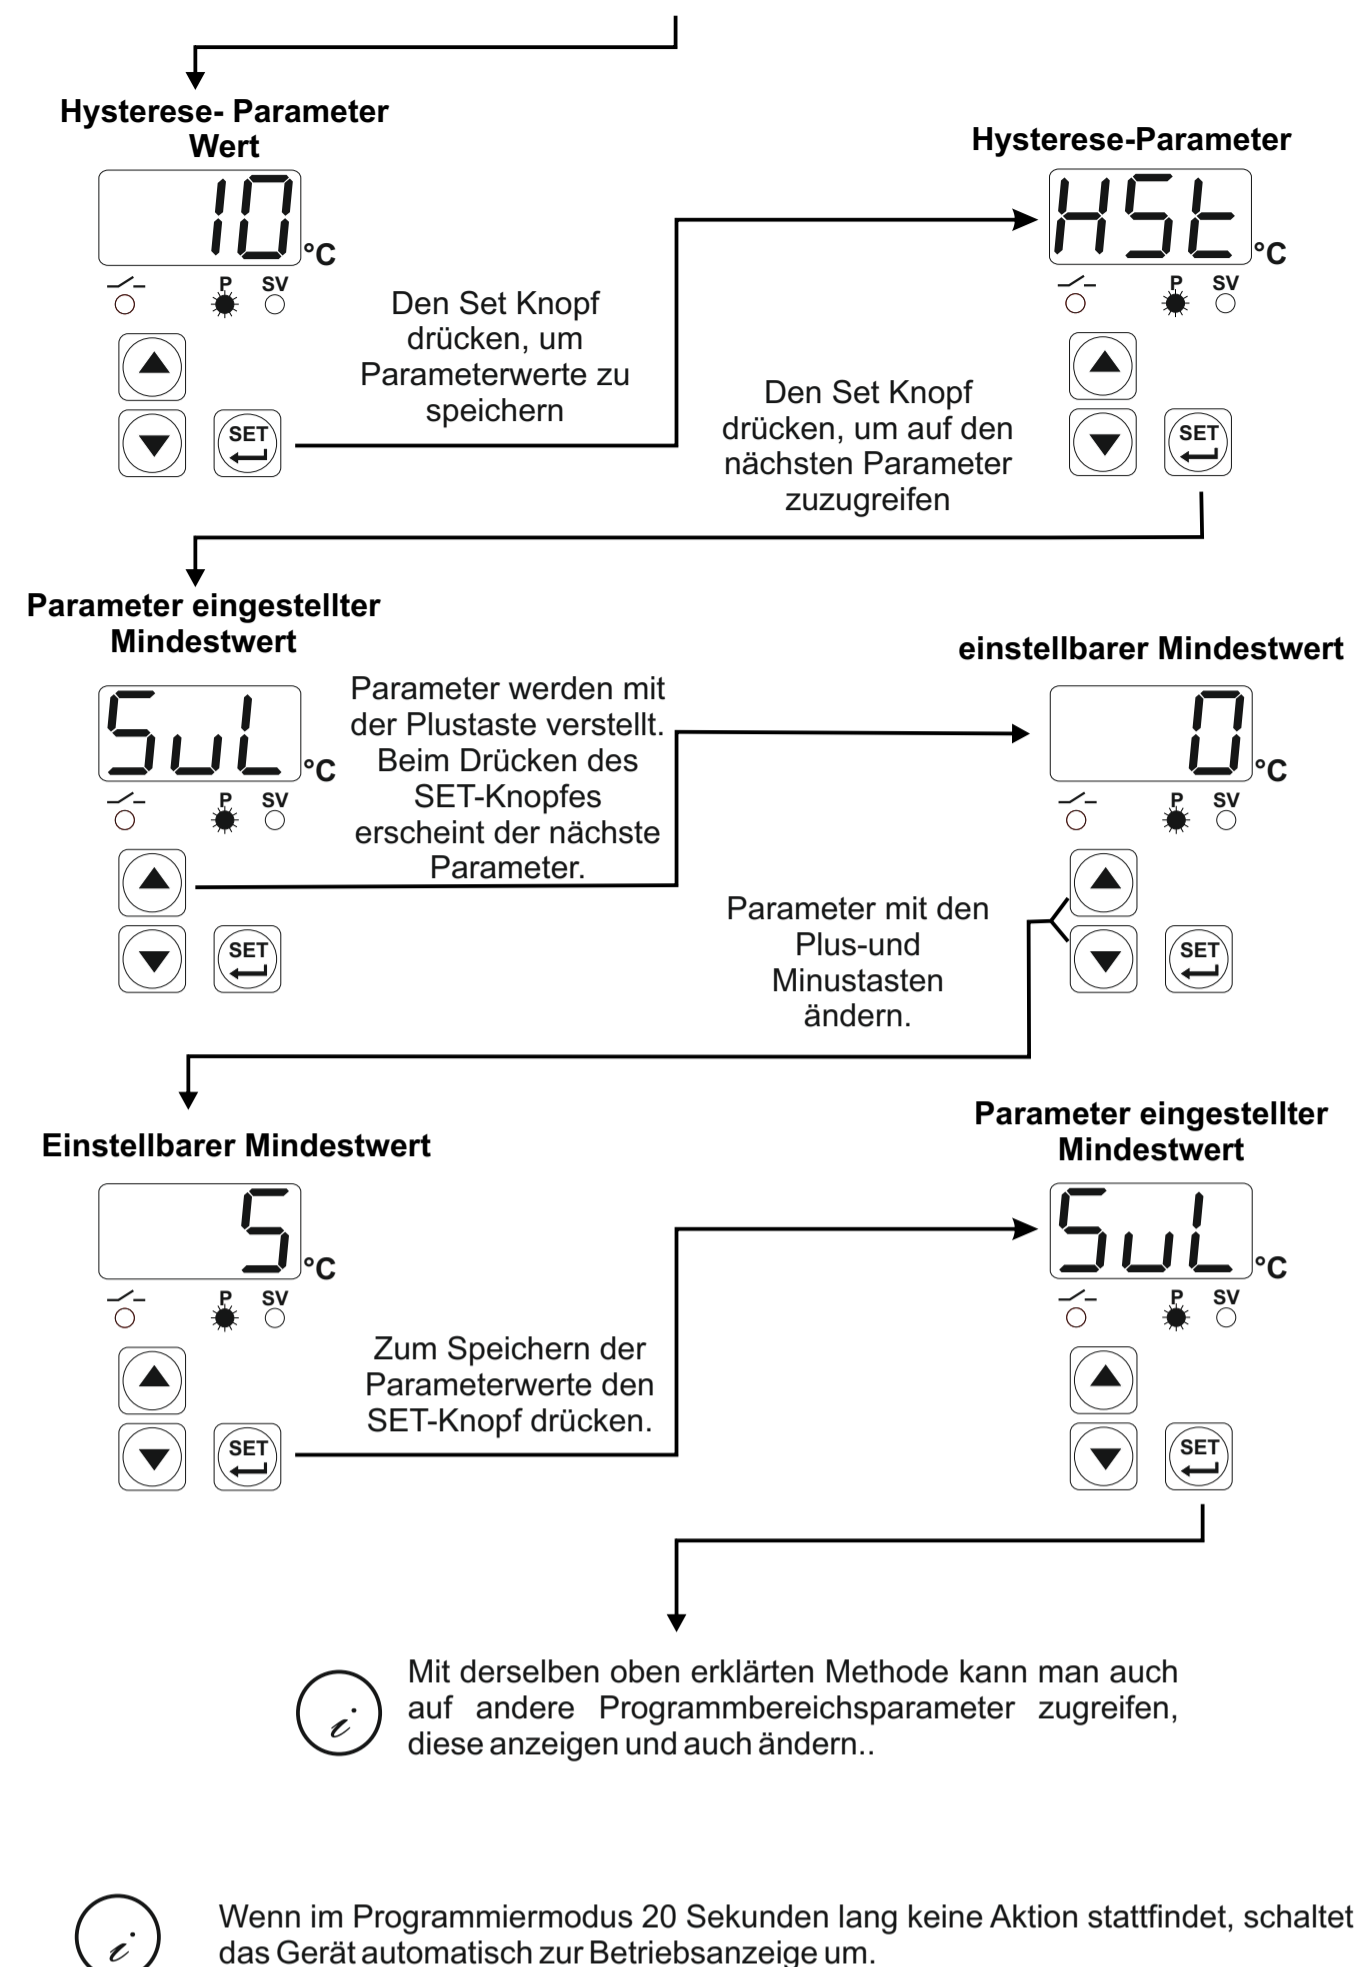 Hysterese- Parameter
Wert
10
°C
P SV
SET
Den Set Knopf
drücken, um
Parameterwerte zu
speichern
Hysterese-Parameter
HSt
°C
P SV
SET
Den Set Knopf
drücken, um auf den
nächsten Parameter
zuzugreifen
Parameter eingestellter
Mindestwert
SuL
°C
P SV
SET
Parameter werden mit
der Plustaste verstellt.
Beim Drücken des
SET-Knopfes
erscheint der nächste
Parameter.
einstellbarer Mindestwert
0
°C
P SV
SET
Parameter mit den
Plus-und
Minustasten
ändern.
Einstellbarer Mindestwert
5
°C
P SV
SET
Zum Speichern der
Parameterwerte den
SET-Knopf drücken.
Parameter eingestellter
Mindestwert
SuL
°C
P SV
SET
i
Mit derselben oben erklärten Methode kann man auch
auf andere Programmbereichsparameter zugreifen,
diese anzeigen und auch ändern..
i
Wenn im Programmiermodus 20 Sekunden lang keine Aktion stattfindet, schaltet
das Gerät automatisch zur Betriebsanzeige um.